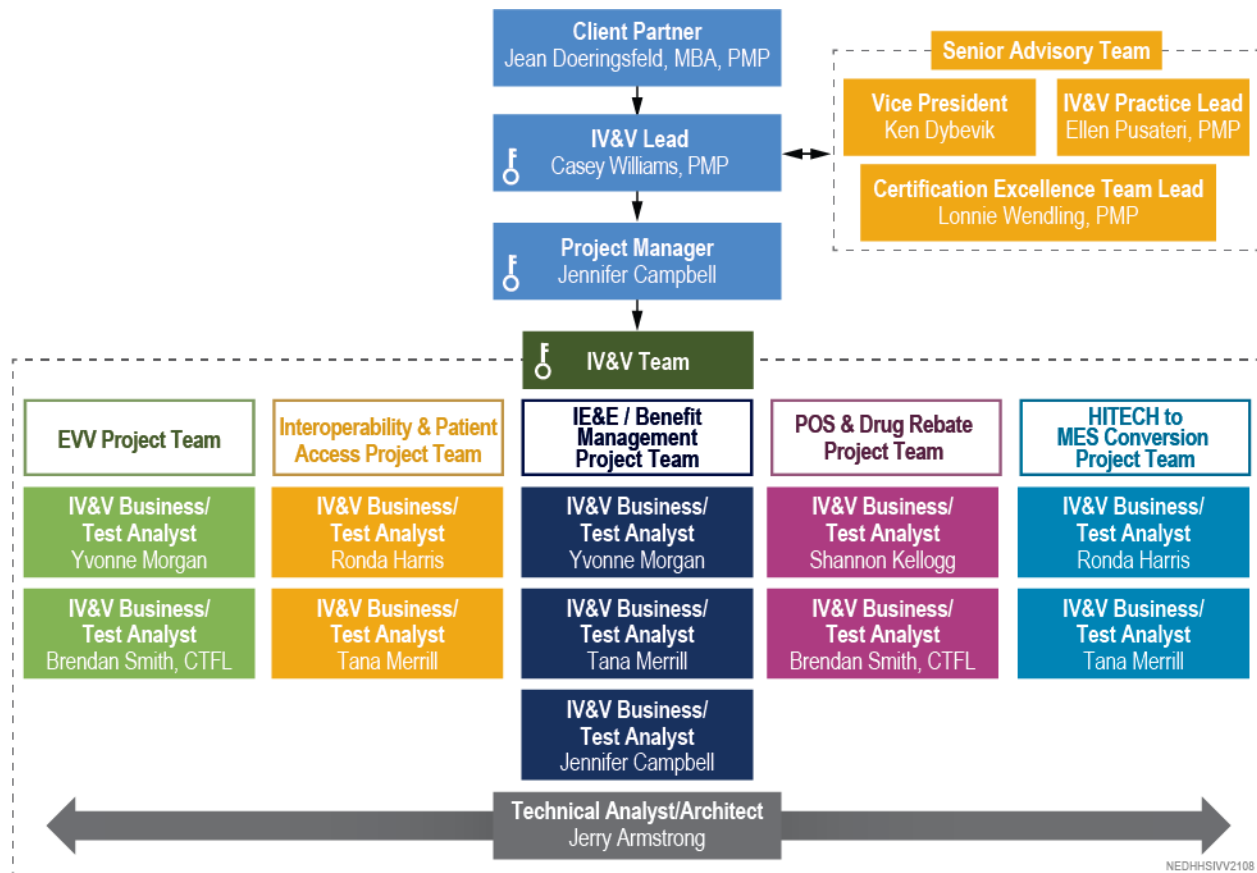 Client Partner
Jean Doeringsfeld, MBA, PMP
Senior Advisory Team
Vice President
Ken Dybevik
IV&V Practice Lead
Ellen Pusateri, PMP
IV&V Lead
Casey Williams, PMP
Certification Excellence Team Lead
Lonnie Wendling, PMP
Project Manager
Jennifer Campbell
IV&V Team
EVV Project Team
Interoperability & Patient
Access Project Team
IE&E / Benefit
Management
Project Team
POS & Drug Rebate
Project Team
HITECH to
MES Conversion
Project Team
IV&V Business/
Test Analyst
Yvonne Morgan
IV&V Business/
Test Analyst
Ronda Harris
IV&V Business/
Test Analyst
Yvonne Morgan
IV&V Business/
Test Analyst
Shannon Kellogg
IV&V Business/
Test Analyst
Ronda Harris
IV&V Business/
Test Analyst
Brendan Smith, CTFL
IV&V Business/
Test Analyst
Tana Merrill
IV&V Business/
Test Analyst
Tana Merrill
IV&V Business/
Test Analyst
Brendan Smith, CTFL
IV&V Business/
Test Analyst
Tana Merrill
IV&V Business/
Test Analyst
Jennifer Campbell
Technical Analyst/Architect
Jerry Armstrong
NEDHHSIVV2108